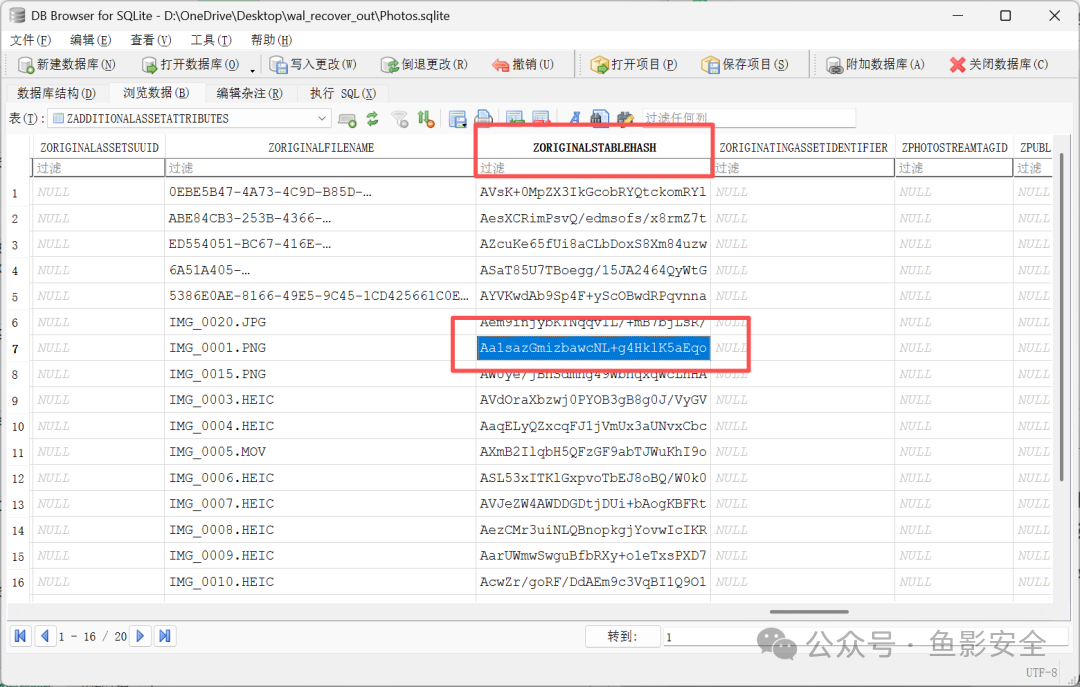 DB Browser for SQLite - D:\OneDrive\Desktop\wal_recover_out\Photos.sqlite
文件(F) 编辑(E) 查看(V) 工具(T) 帮助(H)
新建数据库(N) 打开数据库(O) 写入更改(W) 倒退更改(R) 撤销(U) 打开项目(P) 保存项目(S) 附加数据库(A) 关闭数据库(C)
数据库结构(D) 浏览数据(B) 编辑杂注(R) 执行 SQL(X)
表(T): ZADDITIONALASSETATTRIBUTES 过滤任何列
ZORIGINALASSETSUUID ZORIGINALFILENAME ZORIGINALSTABLEHASH ZORIGINATINGASSETIDENTIFIER ZPHOTOSTREAMTAGID ZPUBL
过滤 过滤 过滤 过滤 过滤 过滤
1 NULL 0EBE5B47-4A73-4C9D-B85D-… AVsK+0MpZX3IkGcobRYQtckomRYl NULL NULL NULL
2 NULL ABE84CB3-253B-4366-… AesXCRimPsvQ/edmsofs/x8rmZ7t NULL NULL NULL
3 NULL ED554051-BC67-416E-… AZcuKe65fUi8aCLbDoxS8Xm84uzw NULL NULL NULL
4 NULL 6A51A405-… ASaT85U7TBoegg/15JA2464QyWtG NULL NULL NULL
5 NULL 5386E0AE-8166-49E5-9C45-1CD425661C0E… AYVKwdAb9Sp4F+yScOBwdRPqvnna NULL NULL NULL
6 NULL IMG_0020.JPG NULL NULL NULL
7 NULL IMG_0001.PNG Aa1sazGmizbawcNL+g4HklK5aEqo NULL NULL NULL
8 NULL IMG_0015.PNG NULL NULL NULL
9 NULL IMG_0003.HEIC AVdOraXbzwj0PYOB3gB8g0J/VyGV NULL NULL NULL
10 NULL IMG_0004.HEIC AaqELyQZxcqFJ1jVmUx3aUNvxCbc NULL NULL NULL
11 NULL IMG_0005.MOV AXmB2IlqbH5QFzGF9abTJWuKhI9o NULL NULL NULL
12 NULL IMG_0006.HEIC ASL53xITKlGxpvoTbEJ8oBQ/W0k0 NULL NULL NULL
13 NULL IMG_0007.HEIC AVJeZW4AWDDGDtjDUi+bAogKBFRt NULL NULL NULL
14 NULL IMG_0008.HEIC AezCMr3uiNLQBnopkgjYovwIcIKR NULL NULL NULL
15 NULL IMG_0009.HEIC AarUWmwSwguBfbRXy+o1eTxsPXD7 NULL NULL NULL
16 NULL IMG_0010.HEIC AcwZr/goRF/DdAEm9c3VqBI1Q9O1 NULL NULL NULL
1 - 16 / 20 转到: 1
公众号 · 鱼影安全
UTF-8